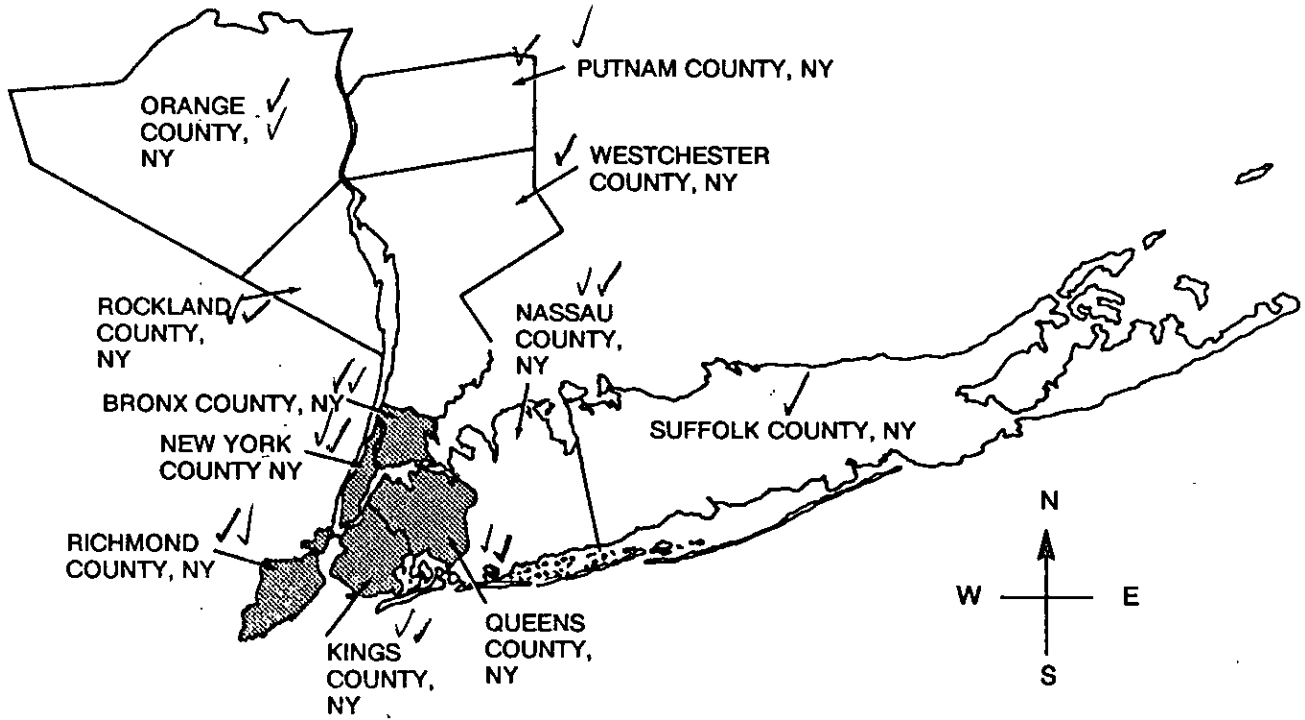 PUTNAM COUNTY, NY
ORANGE
COUNTY,
NY
WESTCHESTER
COUNTY, NY
ROCKLAND
COUNTY,
NY
NASSAU
COUNTY,
NY
BRONX COUNTY, NY
SUFFOLK COUNTY, NY
NEW YORK
COUNTY NY
RICHMOND
COUNTY, NY
KINGS
COUNTY,
NY
QUEENS
COUNTY,
NY
N
W
E
S